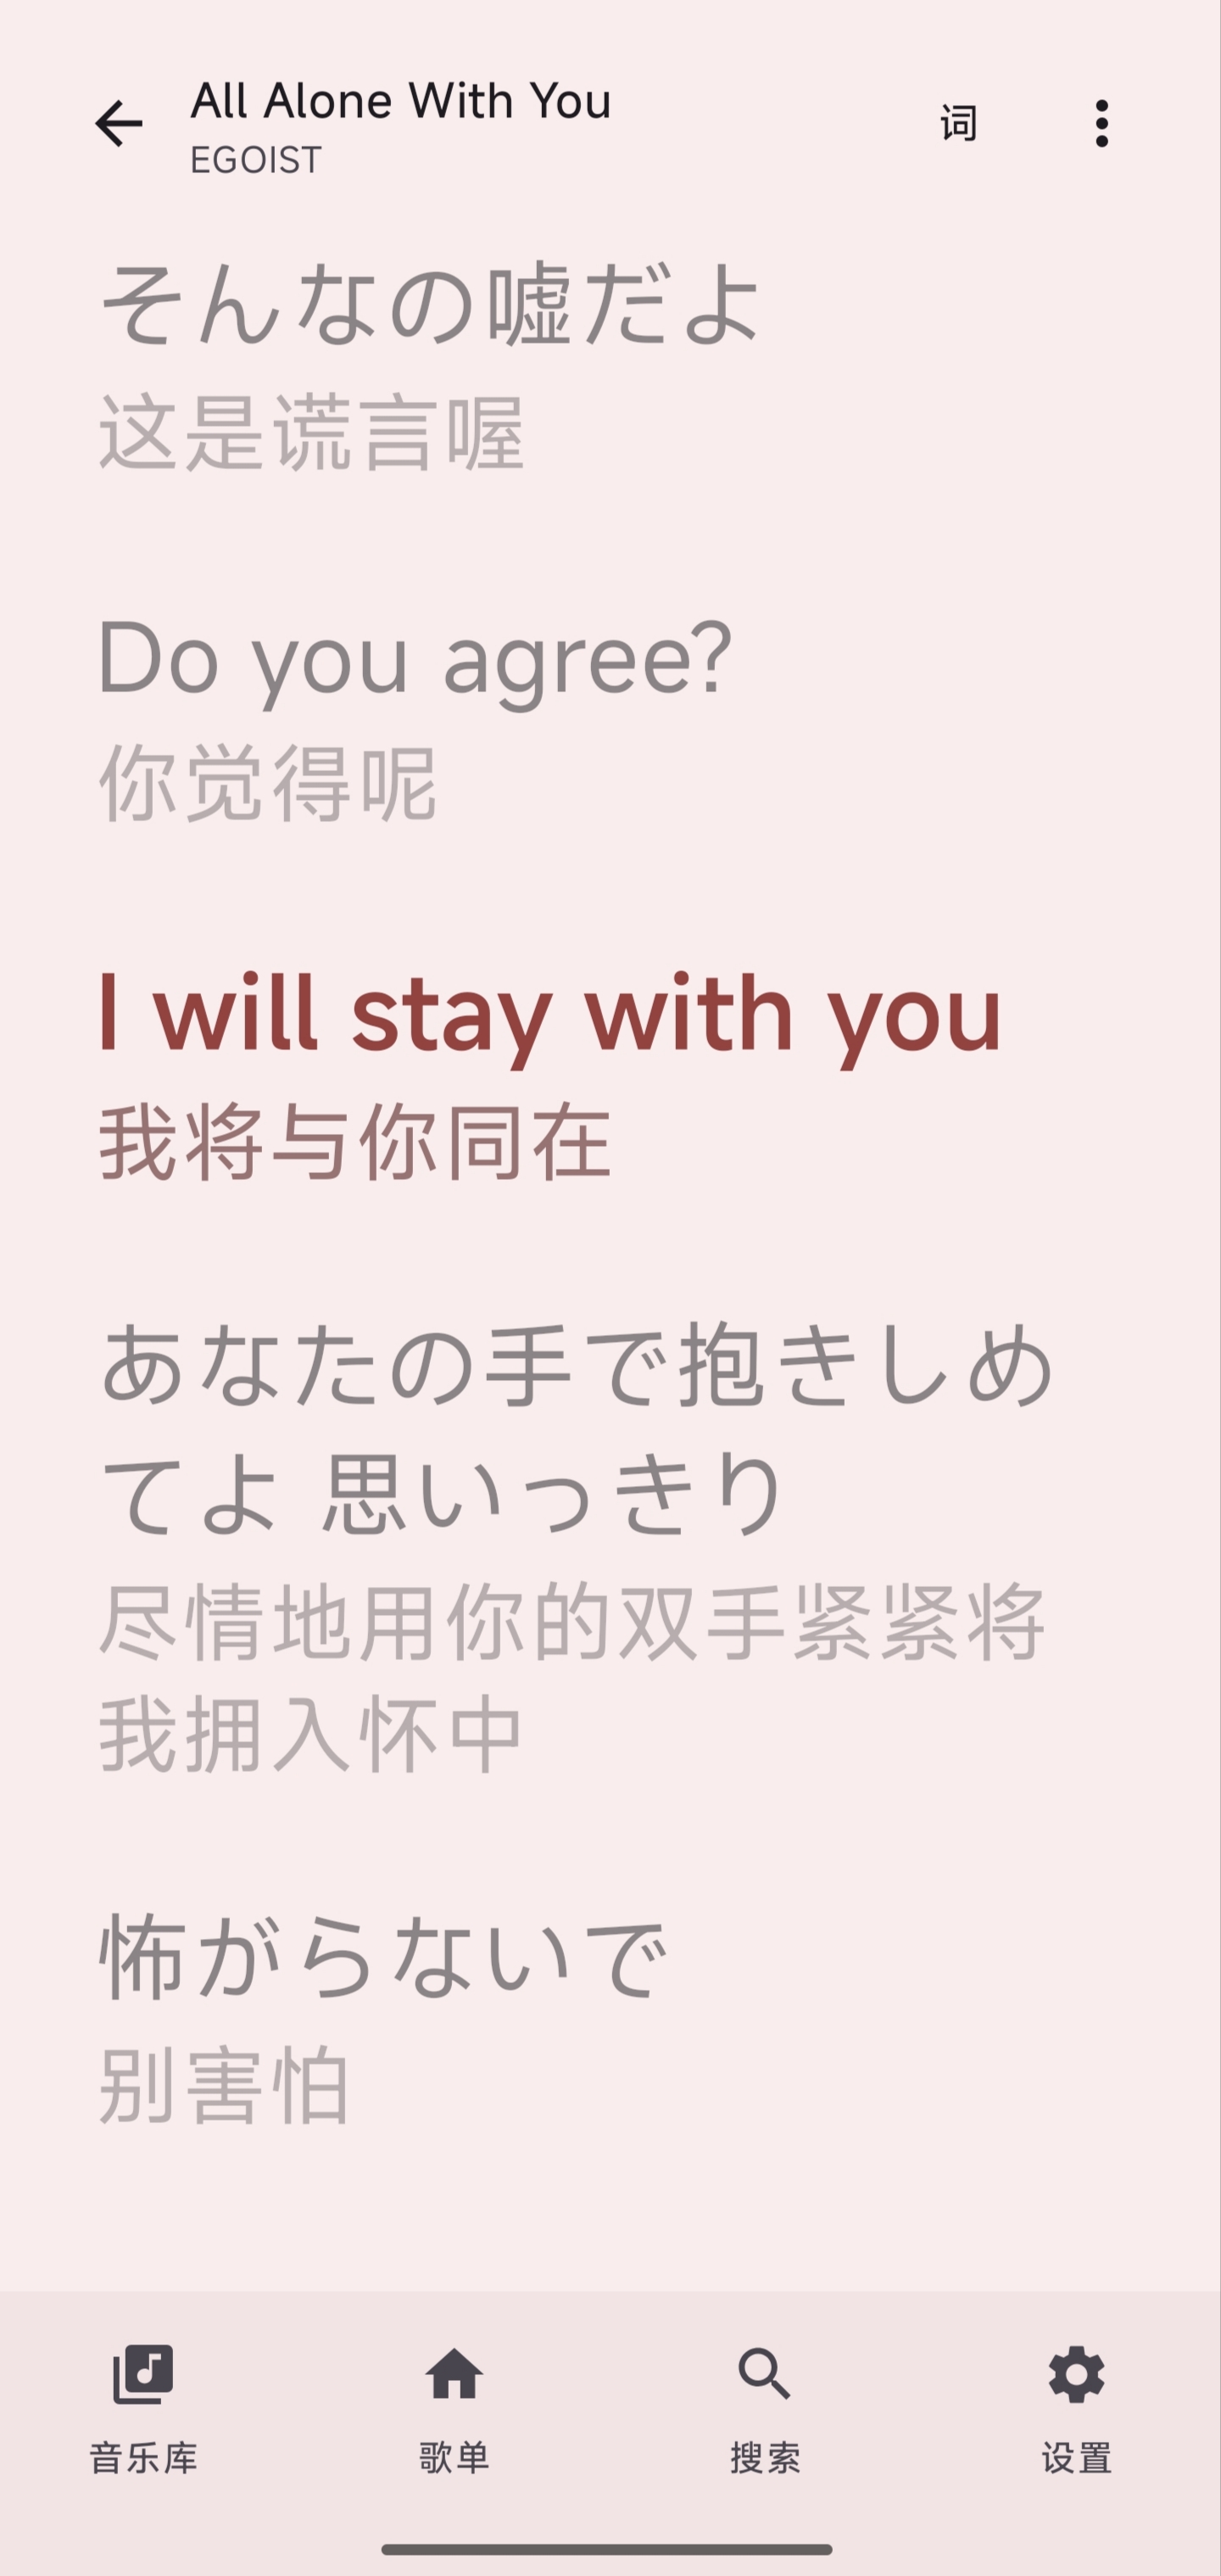 All Alone With You
EGOIST
词
そんなの嘘だよ
这是谎言喔
Do you agree?
你觉得呢
I will stay with you
我将与你同在
あなたの手で抱きしめ
てよ 思いっきり
尽情地用你的双手紧紧将
我拥入怀中
怖がらないで
别害怕
音乐库
歌单
搜索
设置